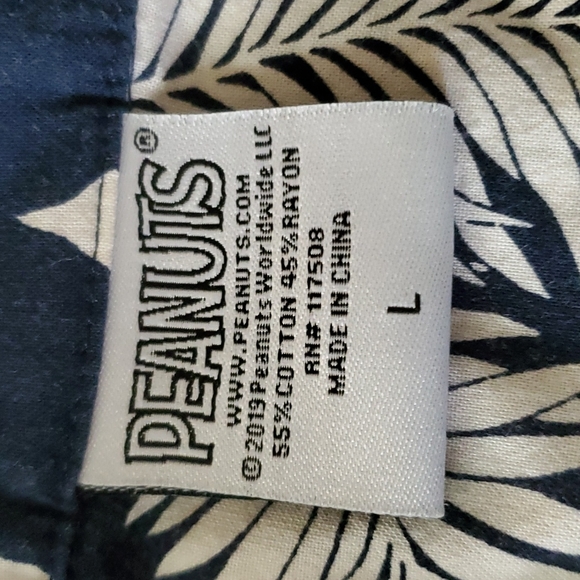 PEANUTS®
WWW.PEANUTS.COM
© 2019 Peanuts Worldwide LLC
55% COTTON 45% RAYON
RN# 117508
MADE IN CHINA
L